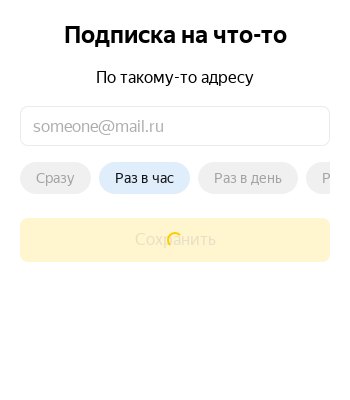 Подписка на что-то
По такому-то адресу
someone@mail.ru
Сразу Раз в час Раз в день
Сохранить